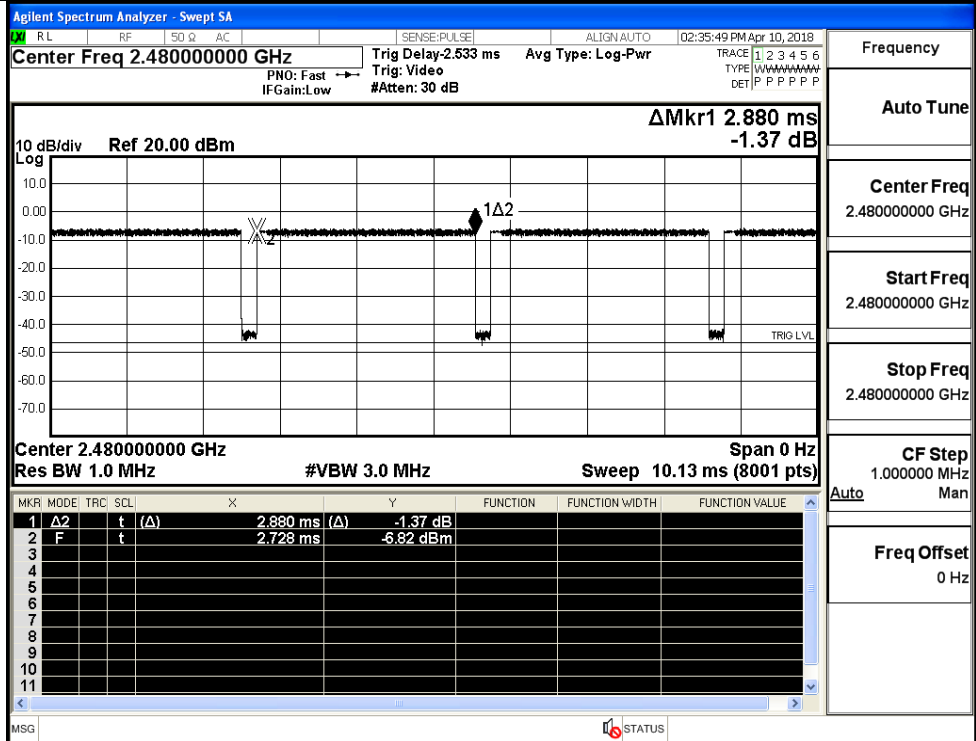 Agilent Spectrum Analyzer - Swept SA
LXI RL RF 50 Ω AC SENSE:PULSE ALIGN AUTO 02:35:49 PM Apr 10, 2018
Center Freq 2.480000000 GHz
PNO: Fast
IFGain:Low
Trig Delay-2.533 ms
Trig: Video
#Atten: 30 dB
Avg Type: Log-Pwr
TRACE 1 2 3 4 5 6
TYPE WWWWWW
DET P P P P P P
ΔMkr1 2.880 ms
-1.37 dB
10 dB/div Ref 20.00 dBm
Log
10.0
0.00
-10.0
-20.0
-30.0
-40.0
-50.0
-60.0
-70.0
1Δ2
2
TRIG LVL
Center 2.480000000 GHz Span 0 Hz
Res BW 1.0 MHz #VBW 3.0 MHz Sweep 10.13 ms (8001 pts)
MKR MODE TRC SCL X Y FUNCTION FUNCTION WIDTH FUNCTION VALUE
1 Δ2 t (Δ) 2.880 ms (Δ) -1.37 dB
2 F t 2.728 ms -6.82 dBm
3
4
5
6
7
8
9
10
11
MSG STATUS
Frequency
Auto Tune
Center Freq
2.480000000 GHz
Start Freq
2.480000000 GHz
Stop Freq
2.480000000 GHz
CF Step
1.000000 MHz
Auto Man
Freq Offset
0 Hz